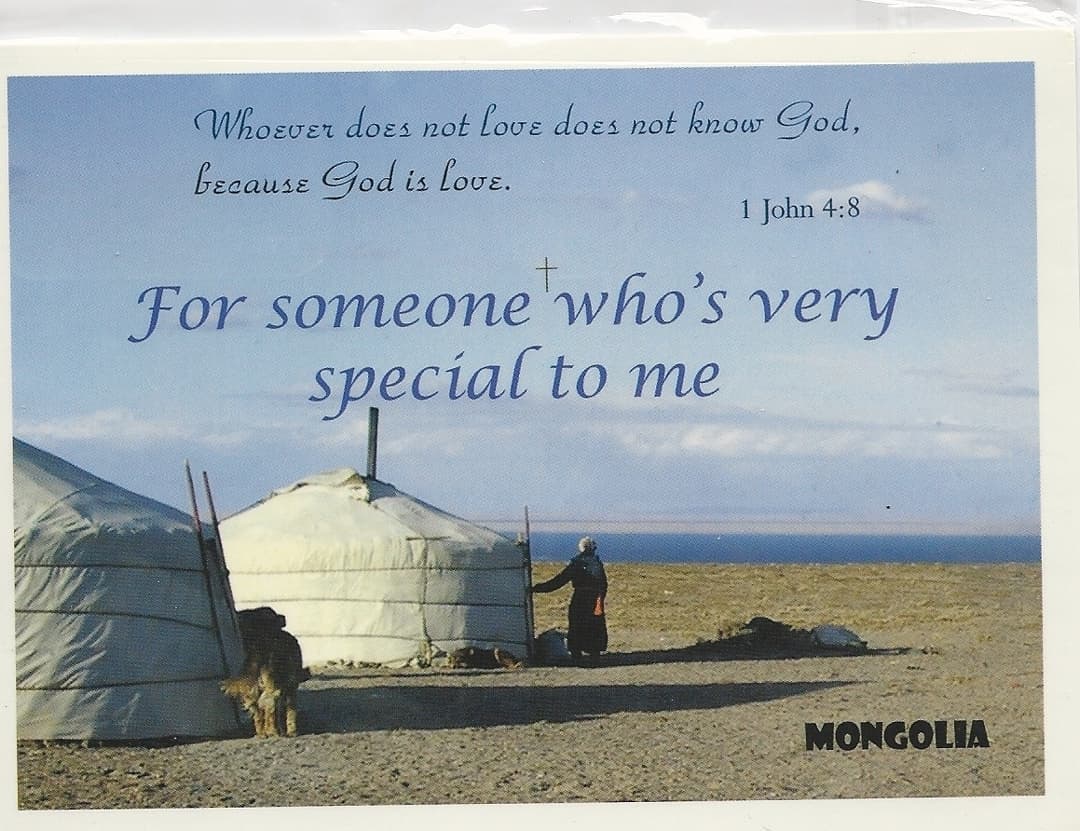 Whoever does not love does not know God,
because God is love.
1 John 4:8
For someone who's very
special to me
MONGOLIA